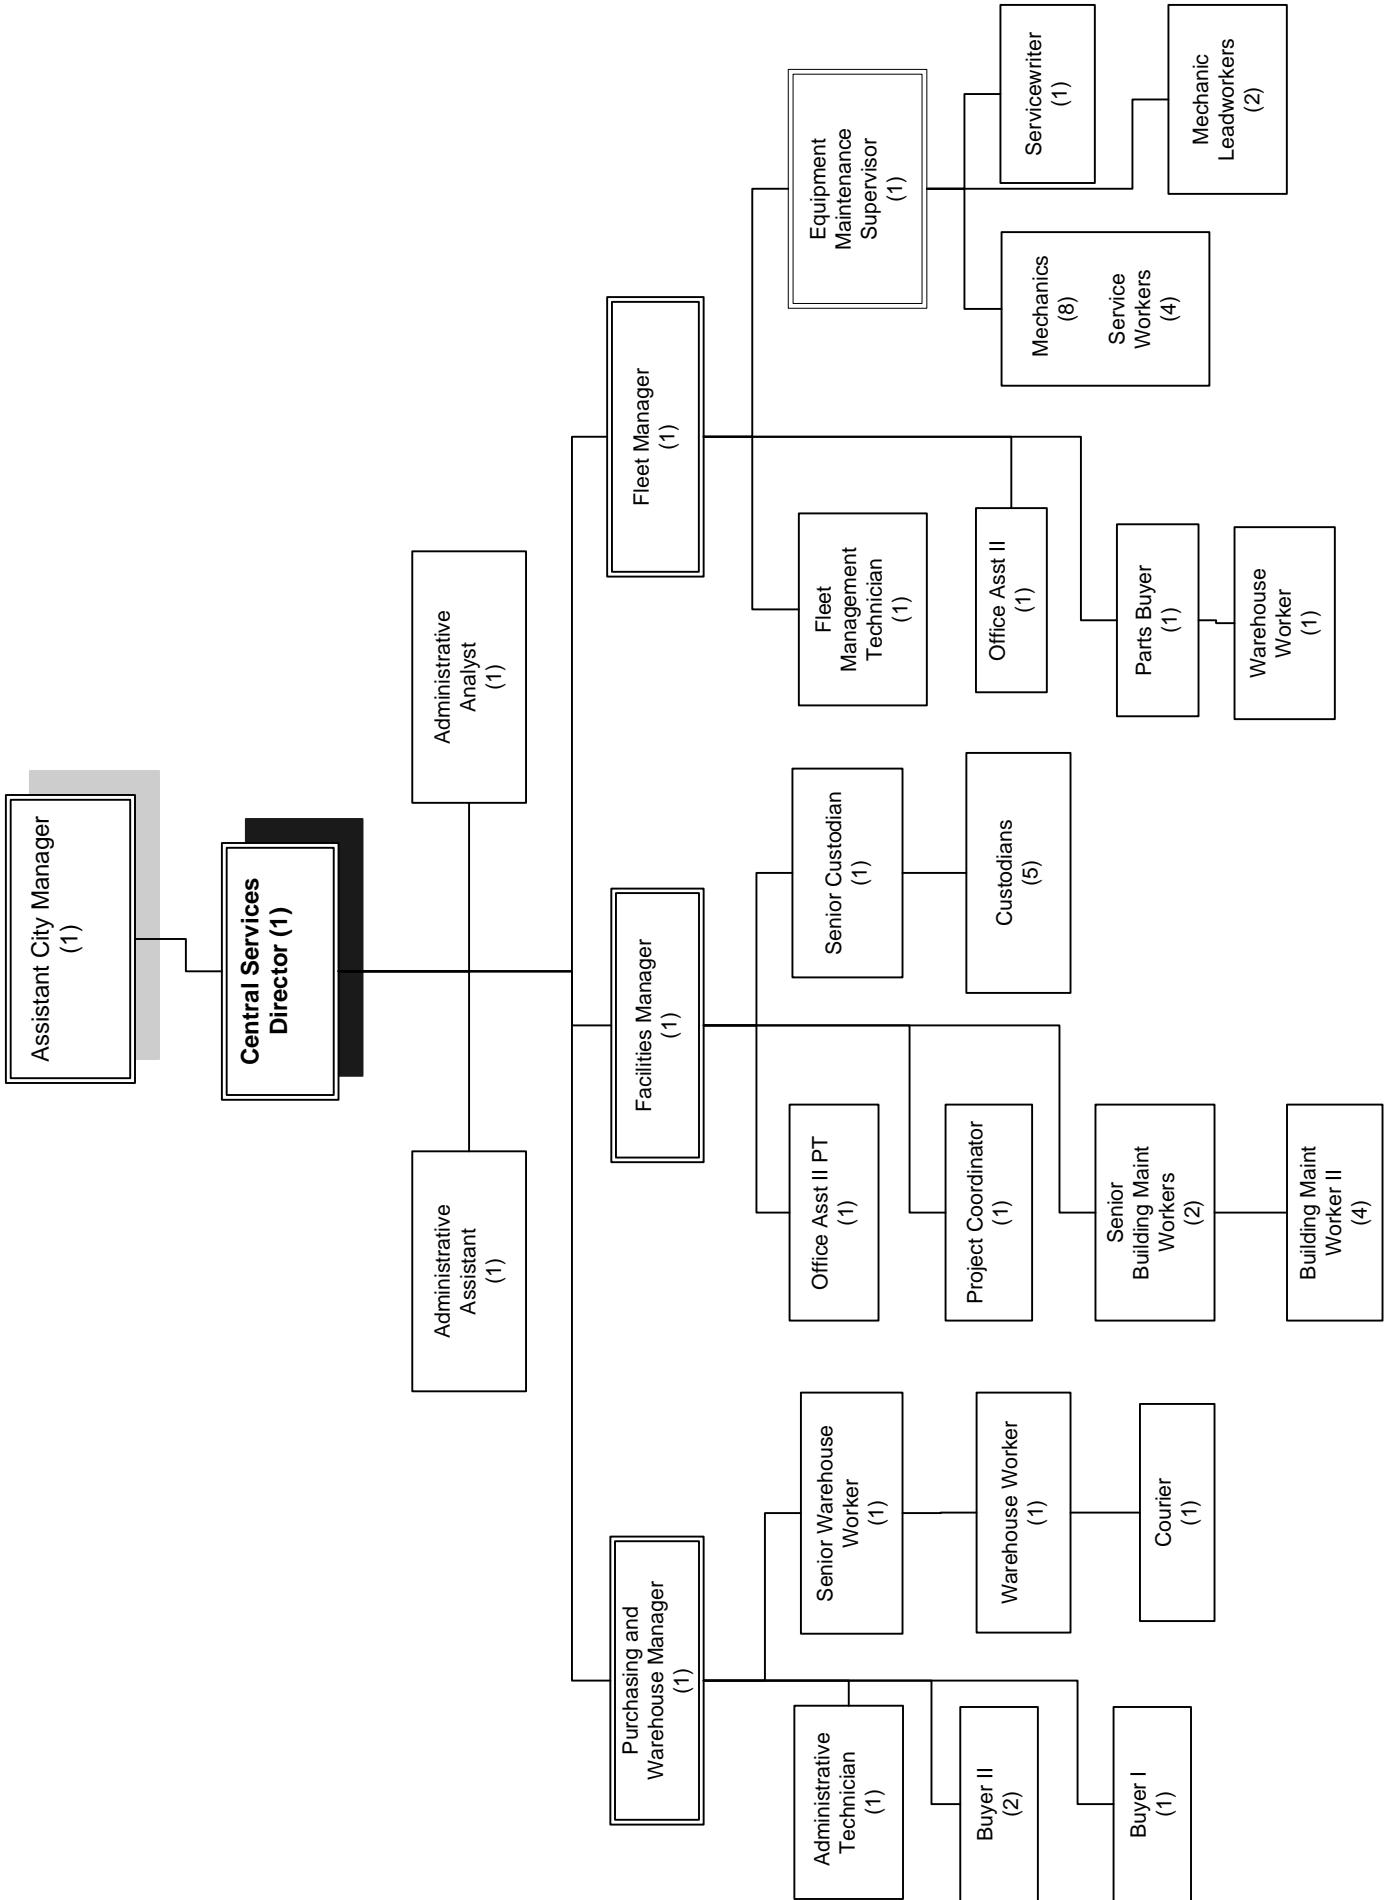 Assistant City Manager
(1)
Central Services
Director (1)
Administrative
Assistant
(1)
Administrative
Analyst
(1)
Purchasing and
Warehouse Manager
(1)
Facilities Manager
(1)
Fleet Manager
(1)
Administrative
Technician
(1)
Buyer II
(2)
Buyer I
(1)
Senior Warehouse
Worker
(1)
Warehouse Worker
(1)
Courier
(1)
Office Asst II PT
(1)
Project Coordinator
(1)
Senior
Building Maint
Workers
(2)
Building Maint
Worker II
(4)
Senior Custodian
(1)
Custodians
(5)
Fleet
Management
Technician
(1)
Office Asst II
(1)
Parts Buyer
(1)
Warehouse
Worker
(1)
Equipment
Maintenance
Supervisor
(1)
Mechanics
(8)
Service
Workers
(4)
Servicewriter
(1)
Mechanic
Leadworkers
(2)